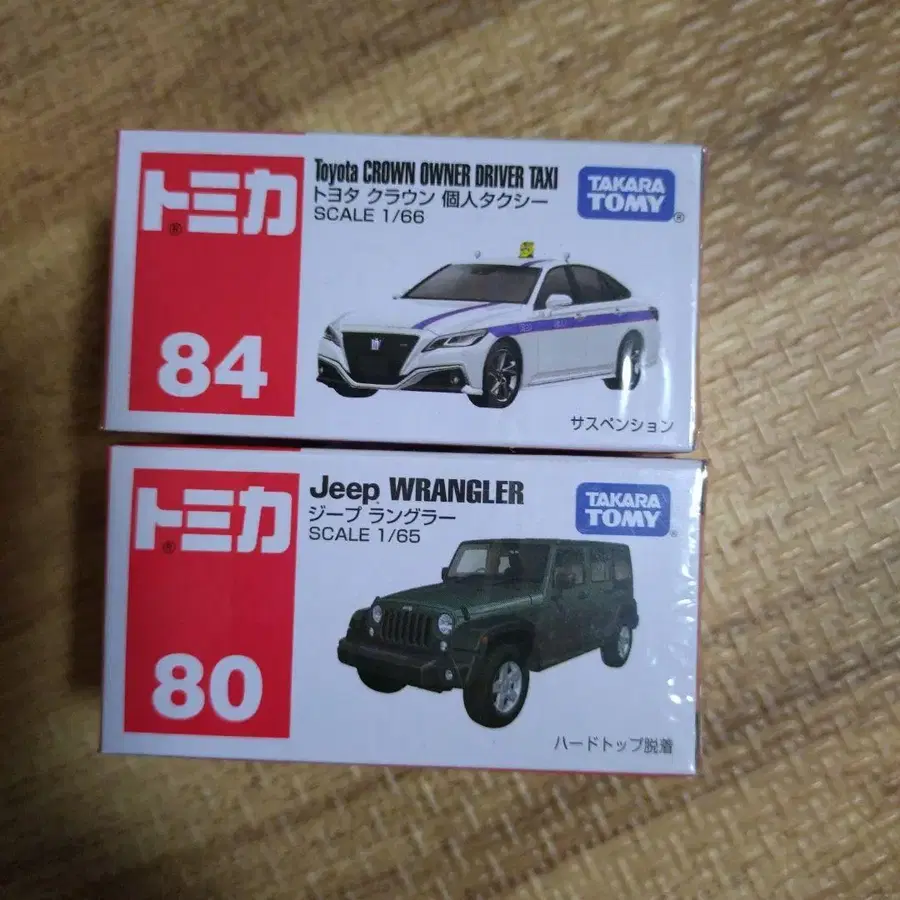 トミカ
84
Toyota CROWN OWNER DRIVER TAXI
トヨタ クラウン 個人タクシー
SCALE 1/66
TAKARA
TOMY
サスペンション
トミカ
80
Jeep WRANGLER
ジープ ラングラー
SCALE 1/65
TAKARA
TOMY
ハードトップ脱着